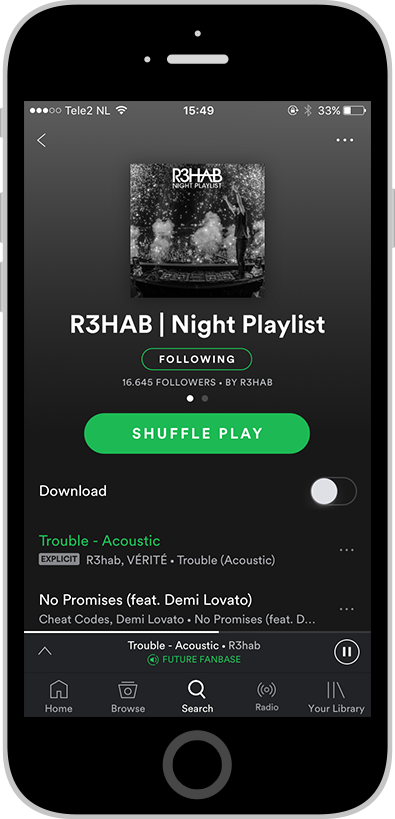 Tele2 NL 15:49 33%
R3HAB
NIGHT PLAYLIST
R3HAB | Night Playlist
FOLLOWING
16.645 FOLLOWERS • BY R3HAB
SHUFFLE PLAY
Download
Trouble - Acoustic
EXPLICIT R3hab, VÉRITÉ • Trouble (Acoustic)
No Promises (feat. Demi Lovato)
Cheat Codes, Demi Lovato • No Promises (feat. D...
Trouble - Acoustic • R3hab
FUTURE FANBASE
Home Browse Search Radio Your Library